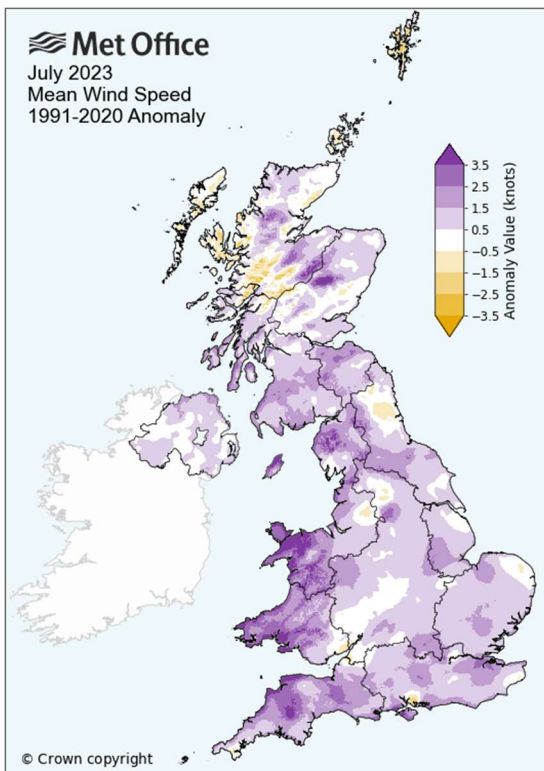 Met Office
July 2023
Mean Wind Speed
1991-2020 Anomaly
3.5
2.5
1.5
0.5
−0.5
−1.5
−2.5
−3.5
Anomaly Value (knots)
© Crown copyright